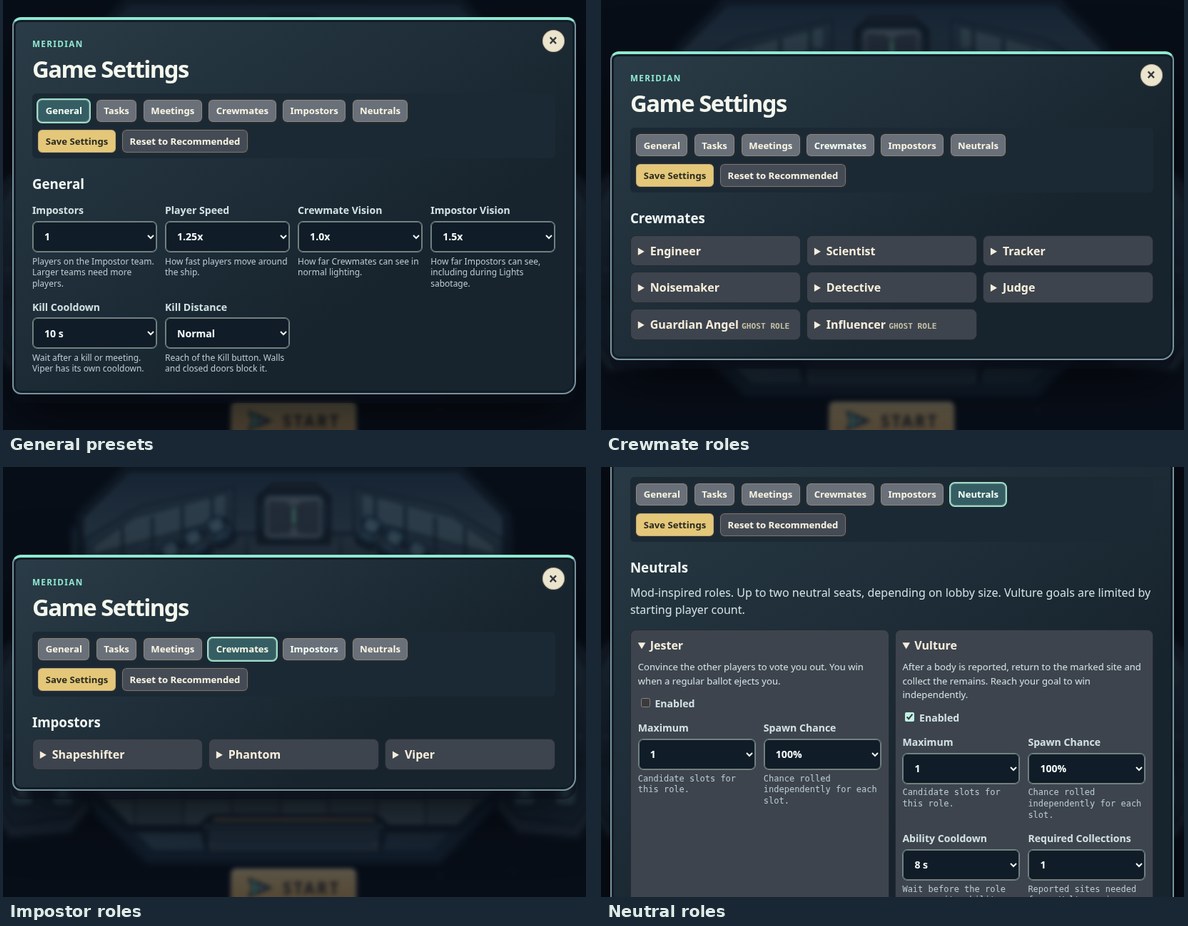 MERIDIAN
Game Settings
×
General Tasks Meetings Crewmates Impostors Neutrals
Save Settings Reset to Recommended
General
Impostors Player Speed Crewmate Vision Impostor Vision
1 1.25x 1.0x 1.5x
Players on the Impostor team. How fast players move around How far Crewmates can see in How far Impostors can see,
Larger teams need more the ship. normal lighting. including during Lights
players. sabotage.
Kill Cooldown Kill Distance
10 s Normal
Wait after a kill or meeting. Reach of the Kill button. Walls
Viper has its own cooldown. and closed doors block it.
START
General presets
MERIDIAN
Game Settings
×
General Tasks Meetings Crewmates Impostors Neutrals
Save Settings Reset to Recommended
Crewmates
Engineer Scientist Tracker
Noisemaker Detective Judge
Guardian Angel GHOST ROLE Influencer GHOST ROLE
START
Crewmate roles
MERIDIAN
Game Settings
×
General Tasks Meetings Crewmates Impostors Neutrals
Save Settings Reset to Recommended
Impostors
Shapeshifter Phantom Viper
START
Impostor roles
General Tasks Meetings Crewmates Impostors Neutrals
Save Settings Reset to Recommended
Neutrals
Mod-inspired roles. Up to two neutral seats, depending on lobby size. Vulture goals are limited by
starting player count.
Jester
Convince the other players to vote you out. You win
when a regular ballot ejects you.
Enabled
Maximum Spawn Chance
1 100%
Candidate slots for Chance rolled
this role. independently for each
slot.
Vulture
After a body is reported, return to the marked site and
collect the remains. Reach your goal to win
independently.
Enabled
Maximum Spawn Chance
1 100%
Candidate slots for Chance rolled
this role. independently for each
slot.
Ability Cooldown Required Collections
8 s 1
Wait before the role Reported sites needed
Neutral roles